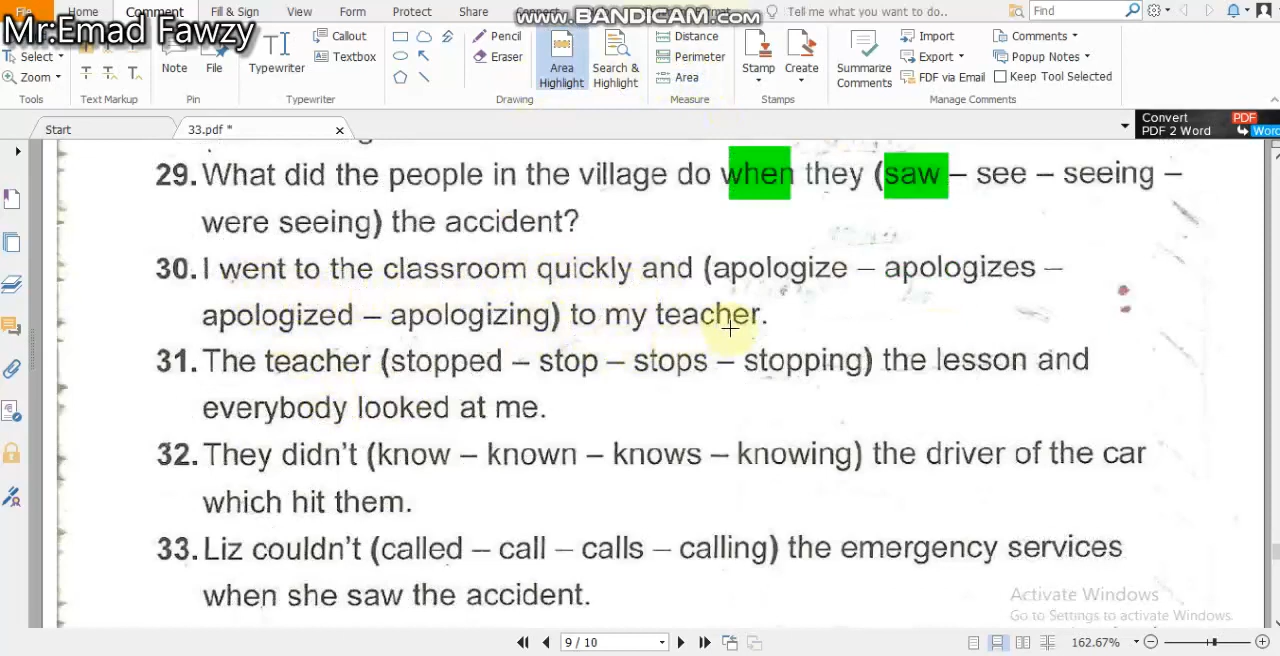 www.BANDICAM.com
Mr:Emad Fawzy
File Home Comment Fill & Sign View Form Protect Share Connect Tell me what you want to do.. Find
Select Zoom Tools
Text Markup
Note File Pin
Typewriter Callout Textbox Typewriter
Pencil Eraser Drawing
Area Highlight
Search & Highlight
Distance Perimeter Area Measure
Stamp Create Stamps
Summarize Comments Import Export FDF via Email Comments Popup Notes Keep Tool Selected Manage Comments
Start 33.pdf *
Convert PDF
PDF 2 Word Word
29. What did the people in the village do when they (saw – see – seeing –
were seeing) the accident?
30. I went to the classroom quickly and (apologize – apologizes –
apologized – apologizing) to my teacher.
31. The teacher (stopped – stop – stops – stopping) the lesson and
everybody looked at me.
32. They didn't (know – known – knows – knowing) the driver of the car
which hit them.
33. Liz couldn't (called – call – calls – calling) the emergency services
when she saw the accident.
Activate Windows
Go to Settings to activate Windows.
9 / 10 162.67%